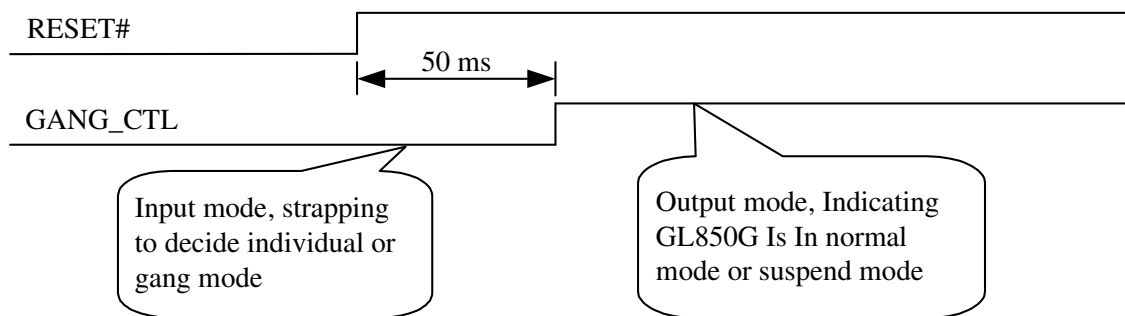 RESET#
50 ms
GANG_CTL
Input mode, strapping
to decide individual or
gang mode
Output mode, Indicating
GL850G Is In normal
mode or suspend mode